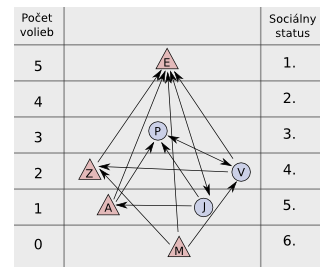 Počet
volieb
Sociálny
status
5
E
1.
4
2.
3
P
3.
2
Z
V
4.
1
A
J
5.
0
M
6.